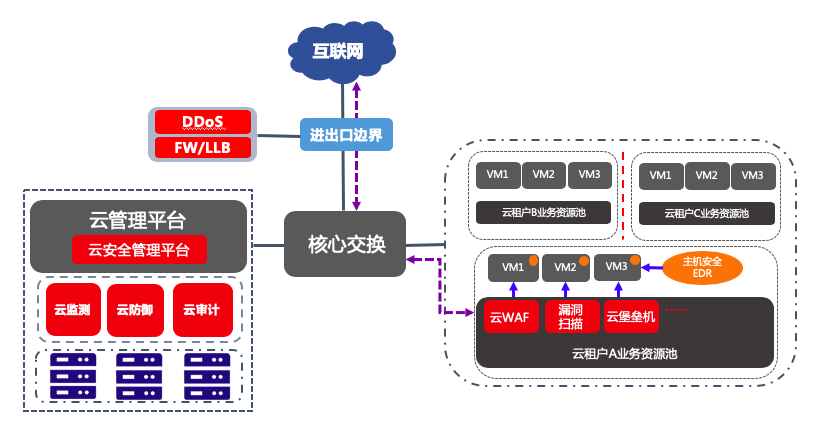 互联网
DDoS
FW/LLB
进出口边界
云管理平台
云安全管理平台
云监测
云防御
云审计
核心交换
VM1
VM2
VM3
云租户B业务资源池
VM1
VM2
VM3
云租户C业务资源池
VM1
VM2
VM3
主机安全
EDR
云WAF
漏洞
扫描
云堡垒机
……
云租户A业务资源池